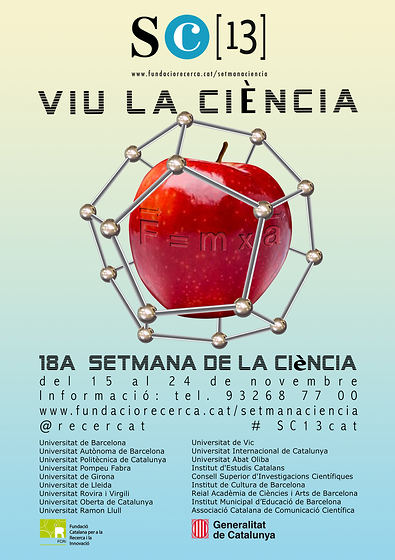 SC[13]
www.fundaciorecerca.cat/setmanaciencia
VIU LA CIÈNCIA
F=mxa
18A SETMANA DE LA CIÈNCIA
del 15 al 24 de novembre
Informació: tel. 93268 77 00
www.fundaciorecerca.cat/setmanaciencia
@recercat # SC13cat
Universitat de Barcelona
Universitat Autònoma de Barcelona
Universitat Politècnica de Catalunya
Universitat Pompeu Fabra
Universitat de Girona
Universitat de Lleida
Universitat Rovira i Virgili
Universitat Oberta de Catalunya
Universitat Ramon Llull
Universitat de Vic
Universitat Internacional de Catalunya
Universitat Abat Oliba
Institut d'Estudis Catalans
Consell Superior de Investigacions Científiques
Institut de Cultura de Barcelona
Reial Acadèmia de Ciències i Arts de Barcelona
Institut Municipal d'Educació de Barcelona
Associació Catalana de Comunicació Científica
FCRi
Fundació
Catalana per a la
Recerca i la
Innovació
Generalitat
de Catalunya